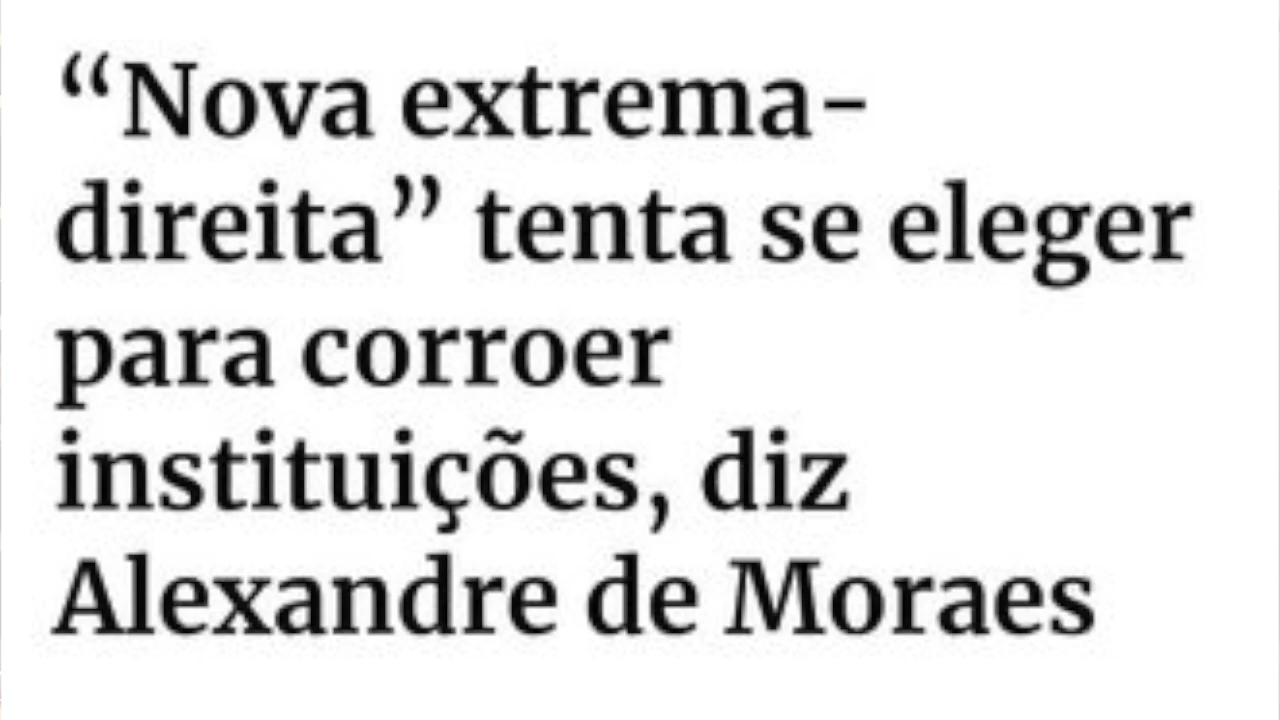 “Nova extrema-
direita” tenta se eleger
para corroer
instituições, diz
Alexandre de Moraes